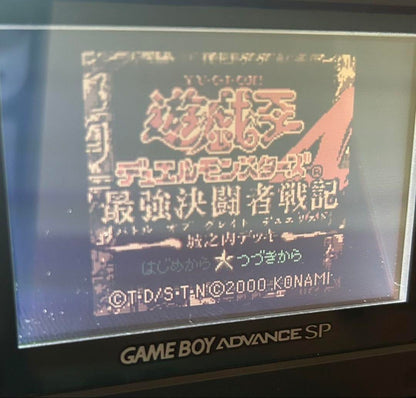 YU-GI-OH!
遊戯王
デュエルモンスターズ® 4
最強決闘者戦記
バトル オブ グレイト デュエリスト
城之内デッキ
はじめから ★ つづきから
©T・D/S・T・N©2000 KONAMI
GAME BOY ADVANCE SP